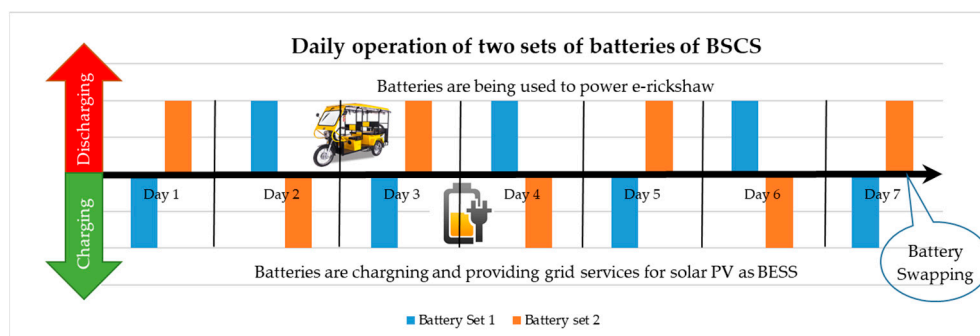 Daily operation of two sets of batteries of BSCS
Batteries are being used to power e-rickshaw
Discharging
Charging
Day 1
Day 2
Day 3
Day 4
Day 5
Day 6
Day 7
Battery
Swapping
Batteries are chargning and providing grid services for solar PV as BESS
Battery Set 1
Battery set 2